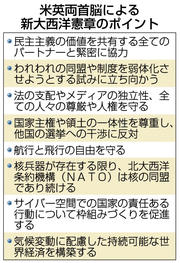 米英両首脳による
新大西洋憲章のポイント
民主主義の価値を共有する全ての
パートナーと緊密に協力
われわれの同盟や制度を弱体化さ
せようとする試みに立ち向かう
法の支配やメディアの独立性、全
ての人々の尊厳や人権を守る
国家主権や領土の一体性を尊重し、
他国の選挙への干渉に反対
航行と飛行の自由を守る
核兵器が存在する限り、北大西洋
条約機構（NATO）は核の同盟
であり続ける
サイバー空間での国家の責任ある
行動について枠組みづくりを促進
する
気候変動に配慮した持続可能な世
界経済を構築する